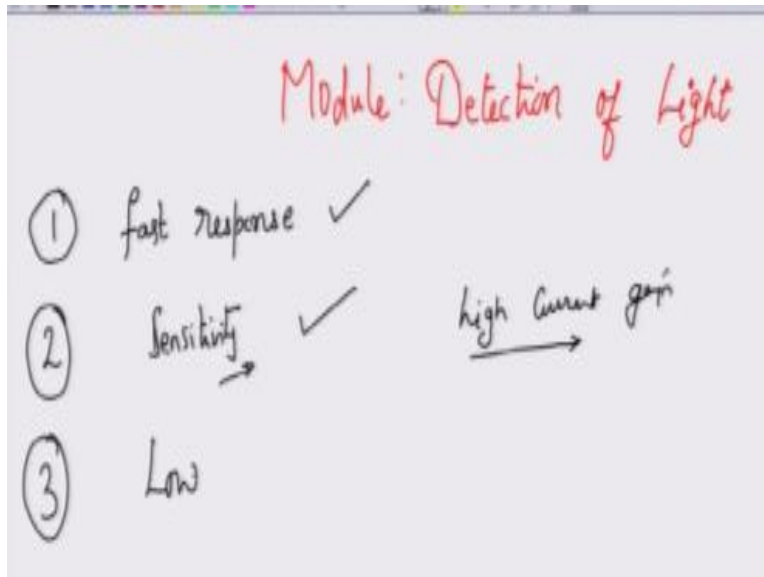 Module: Detection of Light
1 fast response ✓
2 Sensitivity ✓ high Current gain
3 Low